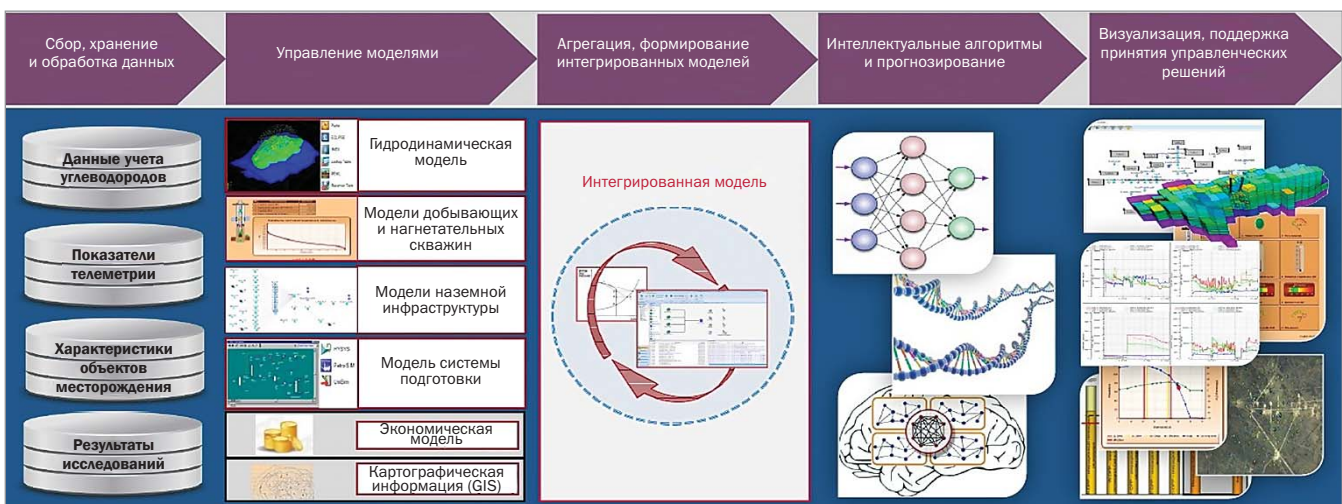 Сбор, хранение
и обработка данных
Управление моделями
Агрегация, формирование
интегрированных моделей
Интеллектуальные алгоритмы
и прогнозирование
Визуализация, поддержка
принятия управленческих
решений
Данные учета
углеводородов
Показатели
телеметрии
Характеристики
объектов
месторождения
Результаты
исследований
Гидродинамическая
модель
Модели добывающих
и нагнетательных
скважин
Модели наземной
инфраструктуры
Модель системы
подготовки
Экономическая
модель
Картографическая
информация (GIS)
Интегрированная модель